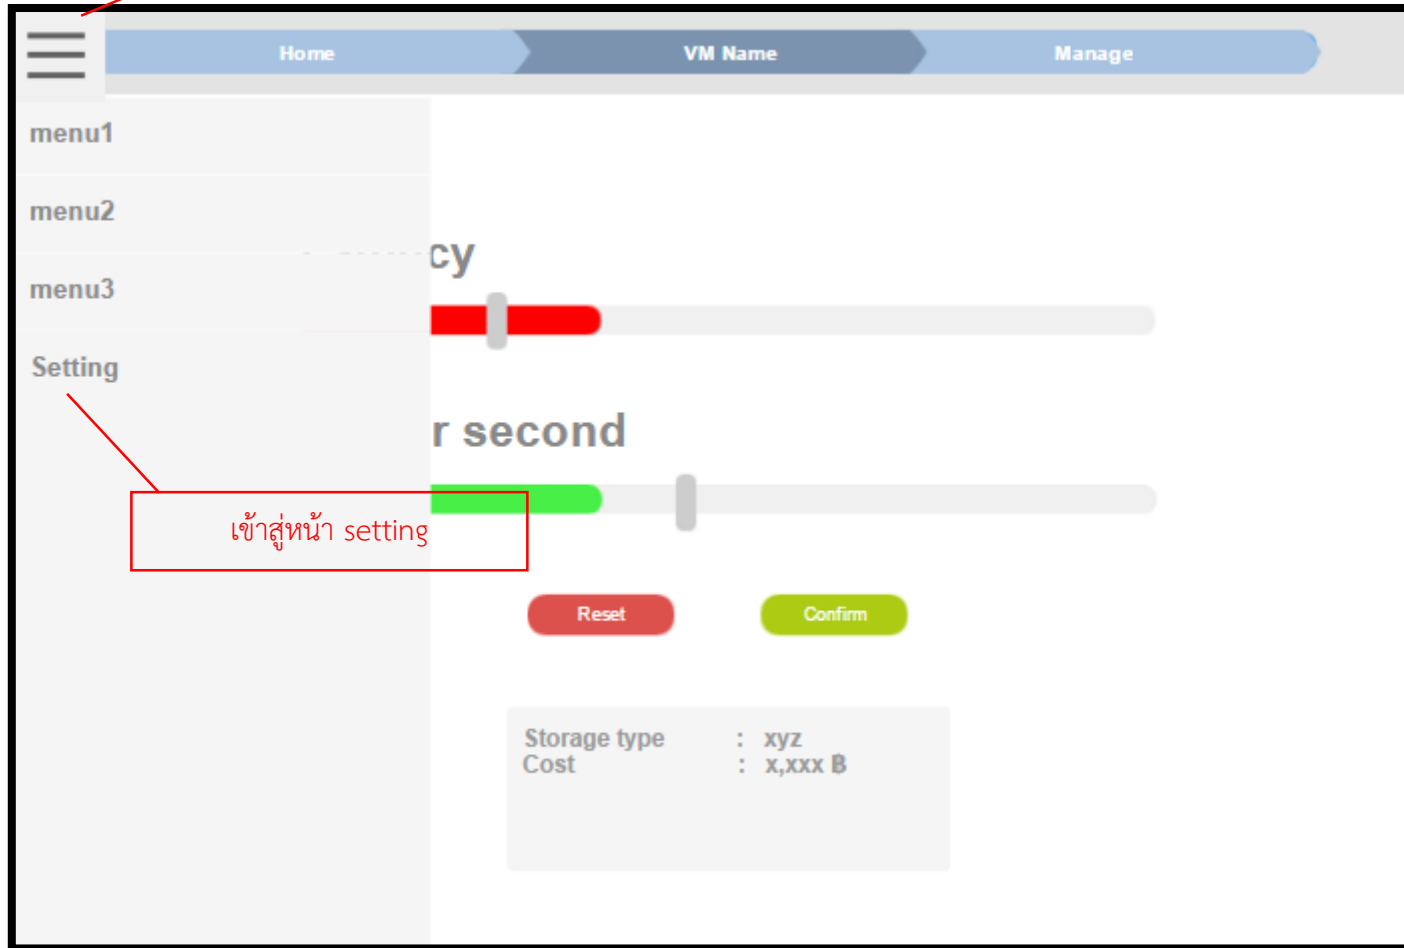 Home VM Name Manage
menu1
menu2
cy
menu3
Setting
r second
เข้าสู่หน้า setting
Reset Confirm
Storage type : xyz
Cost : x,xxx ฿